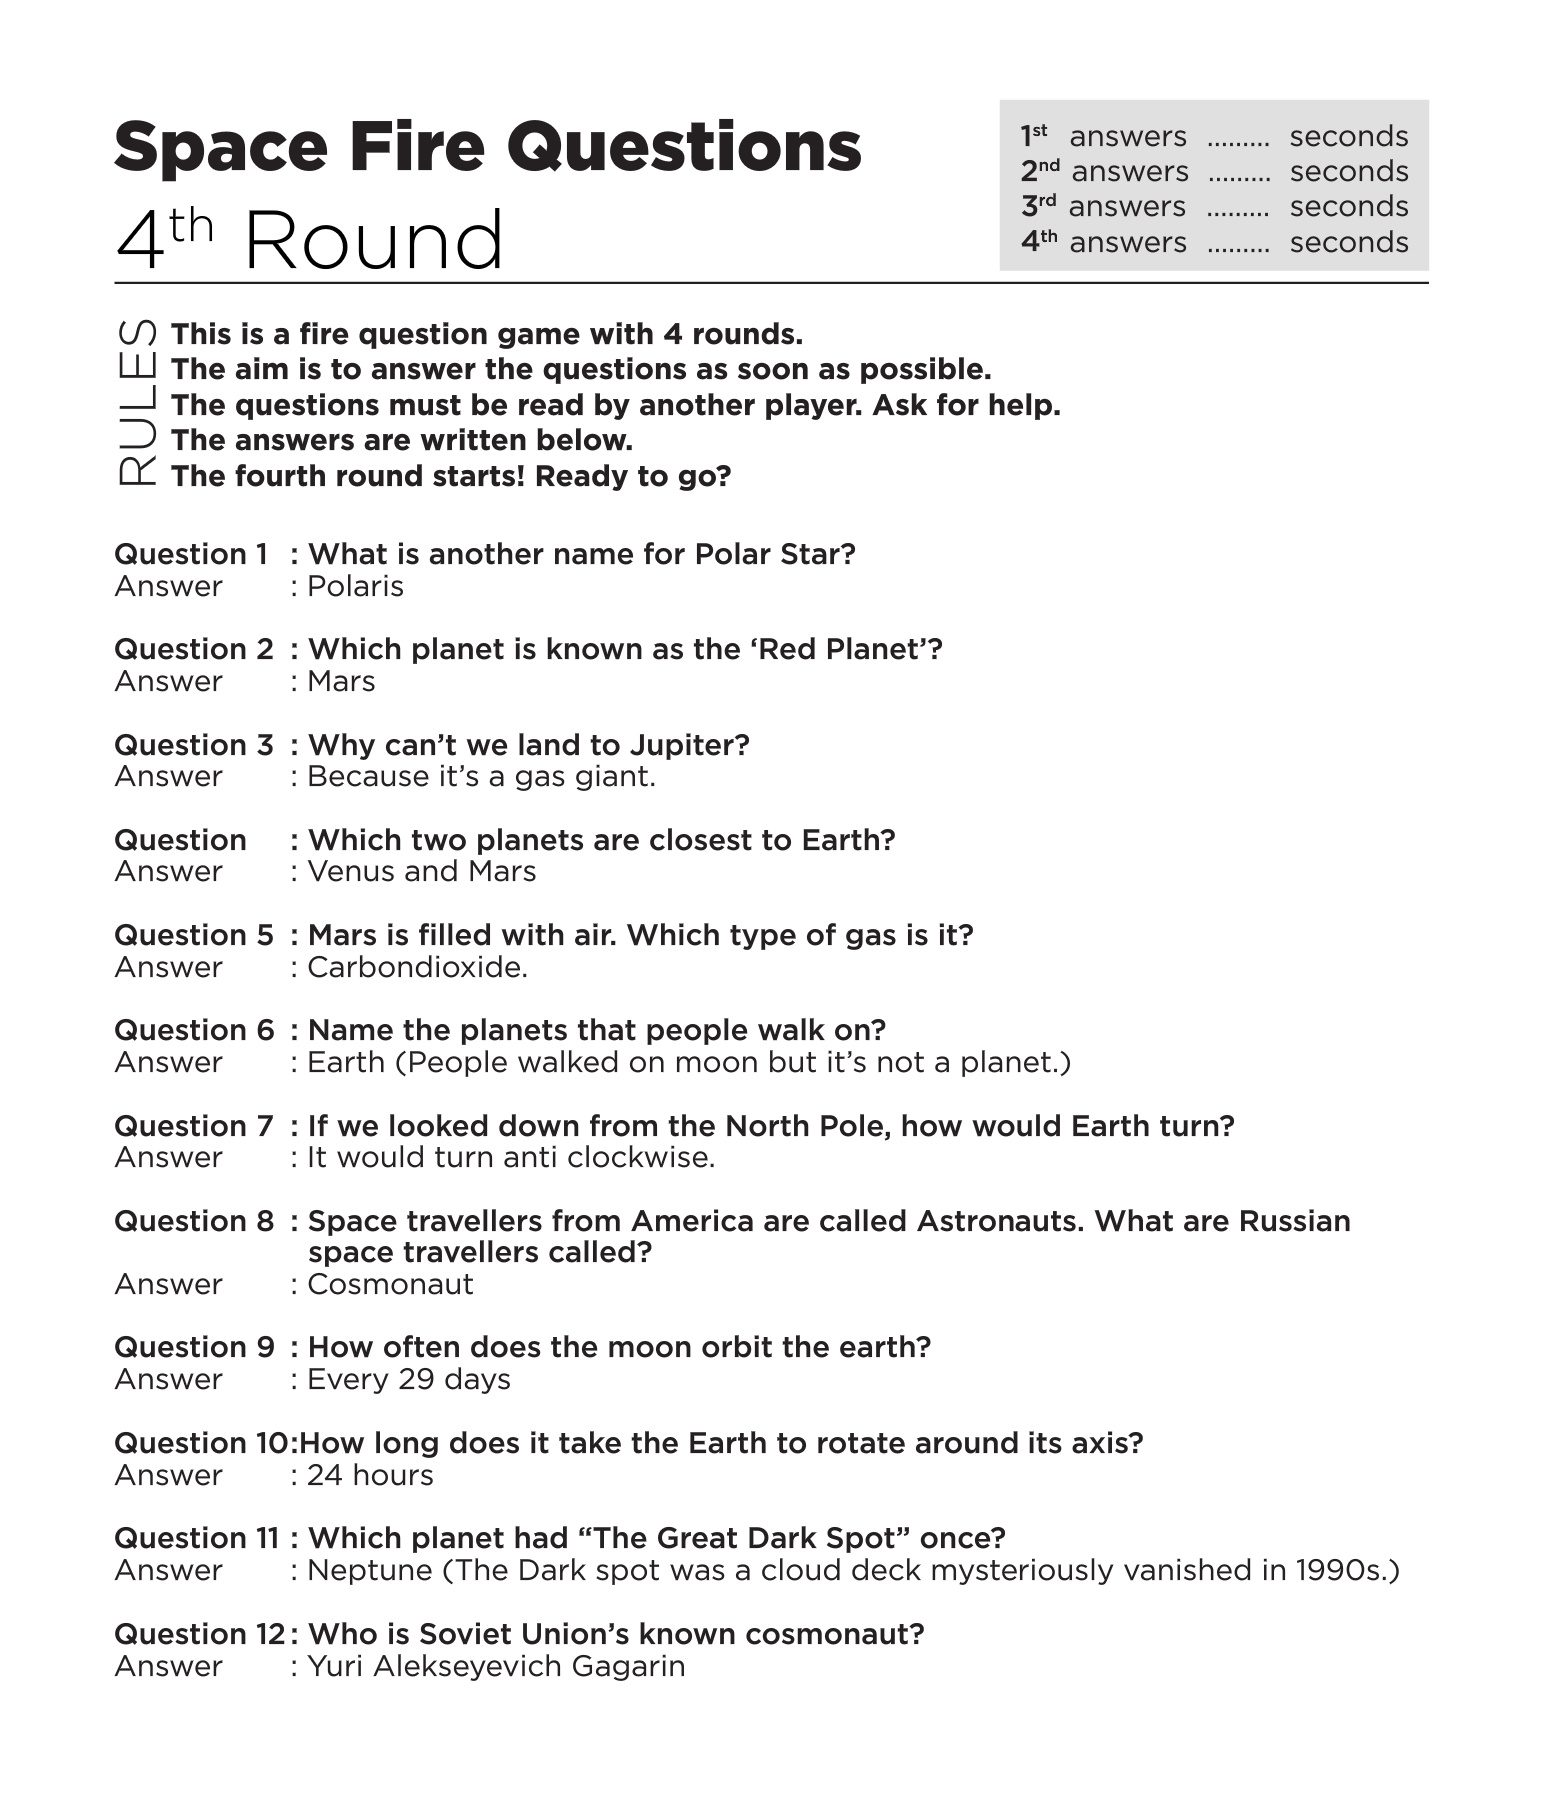 Space Fire Questions
4th Round
1st answers ......... seconds
2nd answers ......... seconds
3rd answers ......... seconds
4th answers ......... seconds
RULES
This is a fire question game with 4 rounds.
The aim is to answer the questions as soon as possible.
The questions must be read by another player. Ask for help.
The answers are written below.
The fourth round starts! Ready to go?
Question 1 : What is another name for Polar Star?
Answer : Polaris
Question 2 : Which planet is known as the ‘Red Planet’?
Answer : Mars
Question 3 : Why can’t we land to Jupiter?
Answer : Because it’s a gas giant.
Question : Which two planets are closest to Earth?
Answer : Venus and Mars
Question 5 : Mars is filled with air. Which type of gas is it?
Answer : Carbondioxide.
Question 6 : Name the planets that people walk on?
Answer : Earth (People walked on moon but it’s not a planet.)
Question 7 : If we looked down from the North Pole, how would Earth turn?
Answer : It would turn anti clockwise.
Question 8 : Space travellers from America are called Astronauts. What are Russian
space travellers called?
Answer : Cosmonaut
Question 9 : How often does the moon orbit the earth?
Answer : Every 29 days
Question 10:How long does it take the Earth to rotate around its axis?
Answer : 24 hours
Question 11 : Which planet had “The Great Dark Spot” once?
Answer : Neptune (The Dark spot was a cloud deck mysteriously vanished in 1990s.)
Question 12 : Who is Soviet Union’s known cosmonaut?
Answer : Yuri Alekseyevich Gagarin